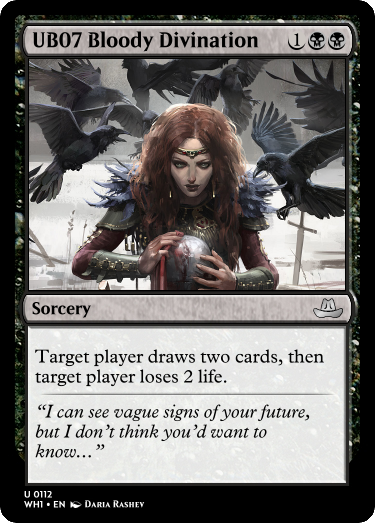 UB07 Bloody Divination 1
Sorcery
Target player draws two cards, then
target player loses 2 life.
“I can see vague signs of your future,
but I don’t think you’d want to
know…”
U 0112
WH1 • EN Daria Rashev